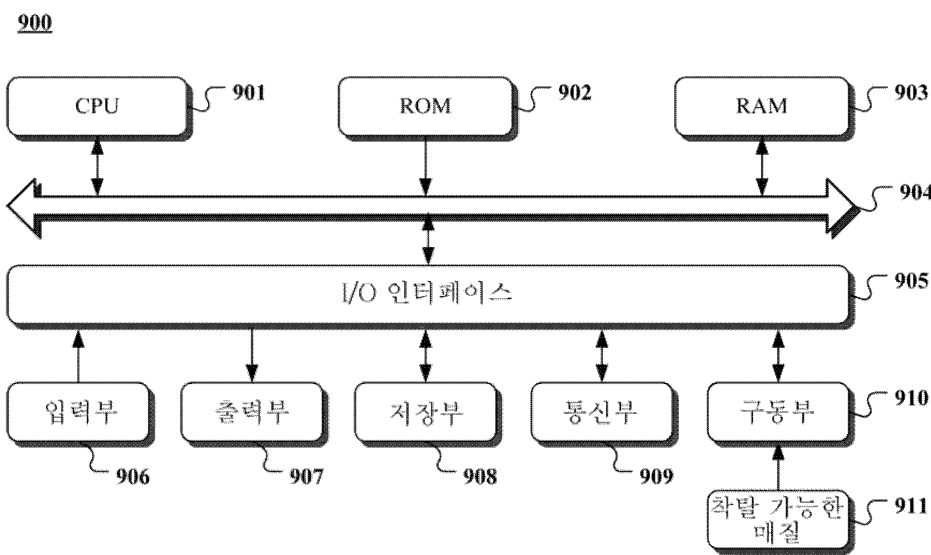 900
CPU 901
ROM 902
RAM 903
904
I/O 인터페이스 905
입력부 906
출력부 907
저장부 908
통신부 909
구동부 910
착탈 가능한
매질
911